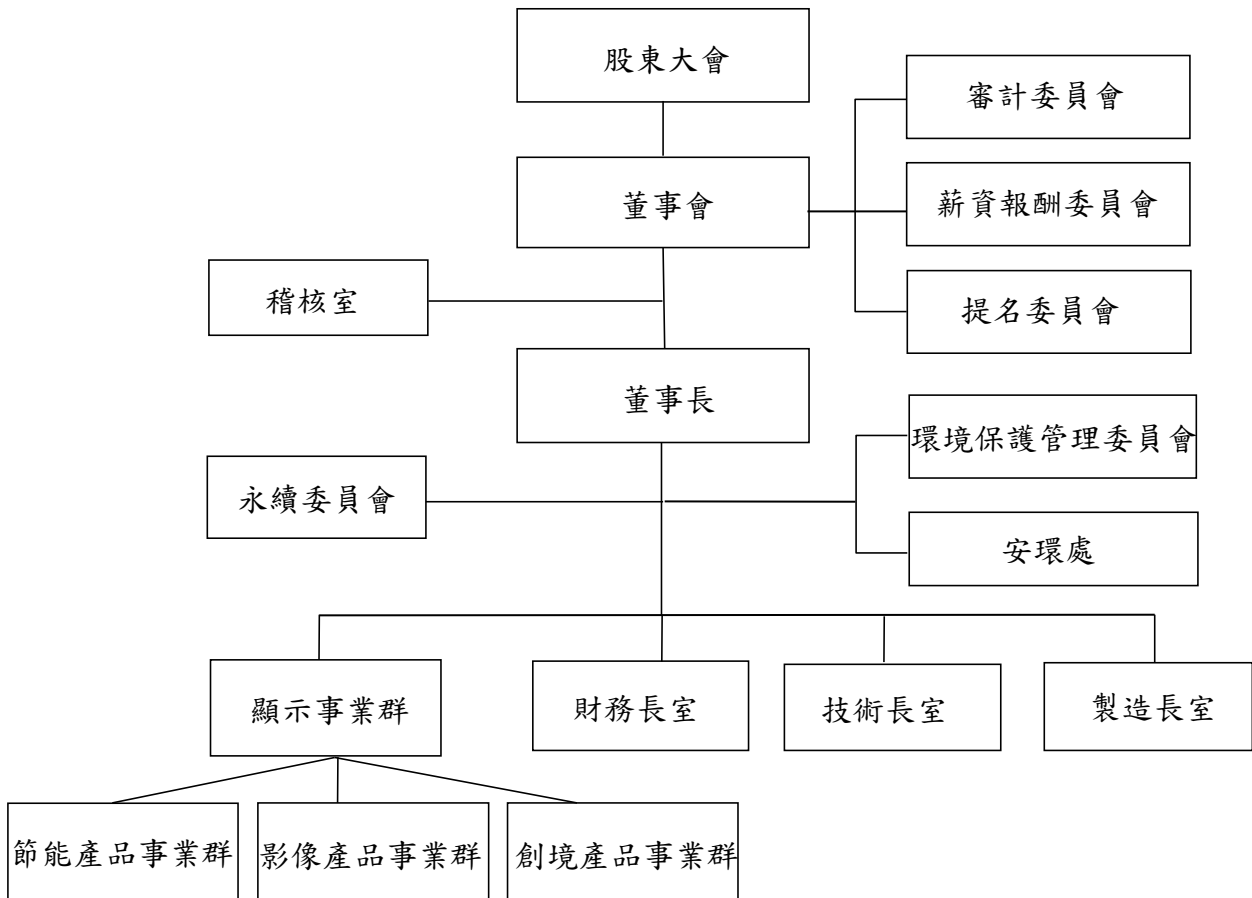 股東大會
審計委員會
董事會
薪資報酬委員會
稽核室
提名委員會
董事長
環境保護管理委員會
永續委員會
安環處
顯示事業群
財務長室
技術長室
製造長室
節能產品事業群
影像產品事業群
創境產品事業群